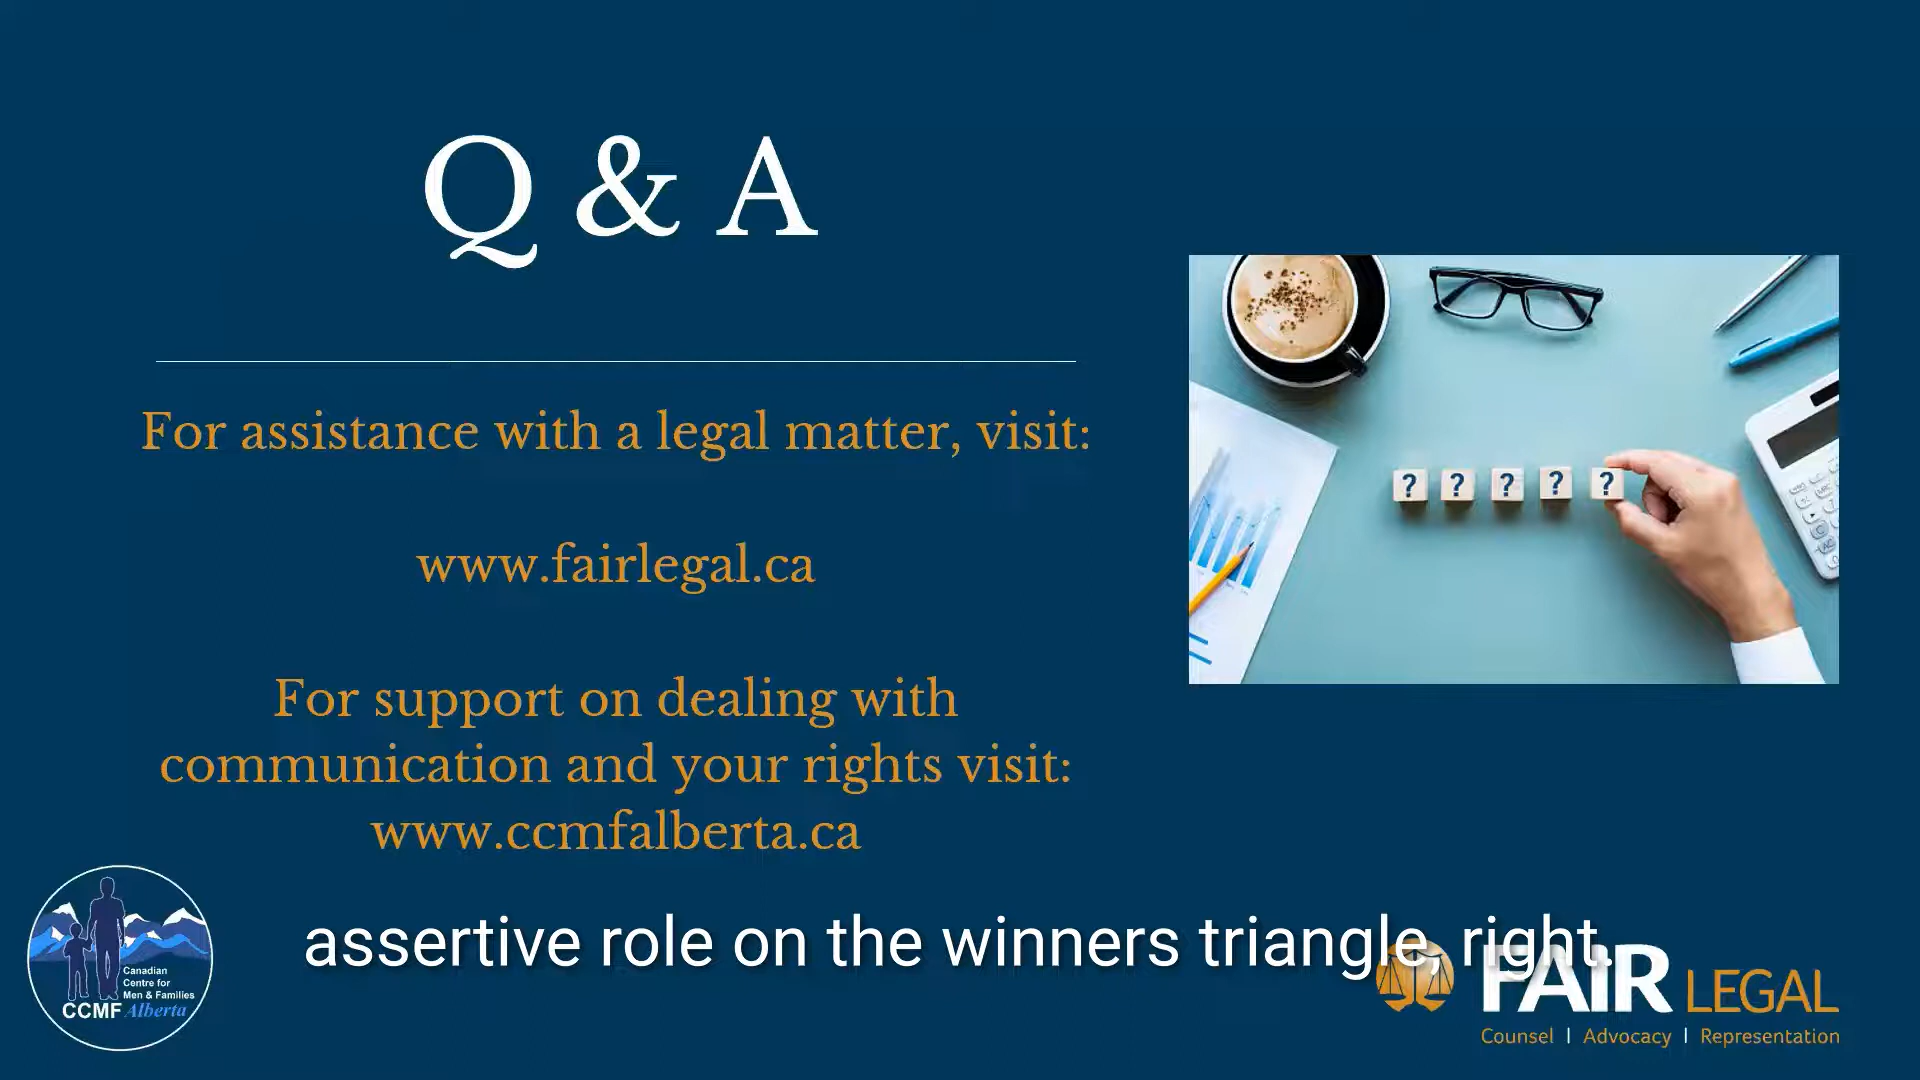 Q & A
For assistance with a legal matter, visit:
www.fairlegal.ca
For support on dealing with
communication and your rights visit:
www.ccmfalberta.ca
? ? ? ? ?
assertive role on the winners triangle, right.
Canadian
Centre for
Men & Families
CCMF Alberta
FAIR LEGAL
Counsel | Advocacy | Representation